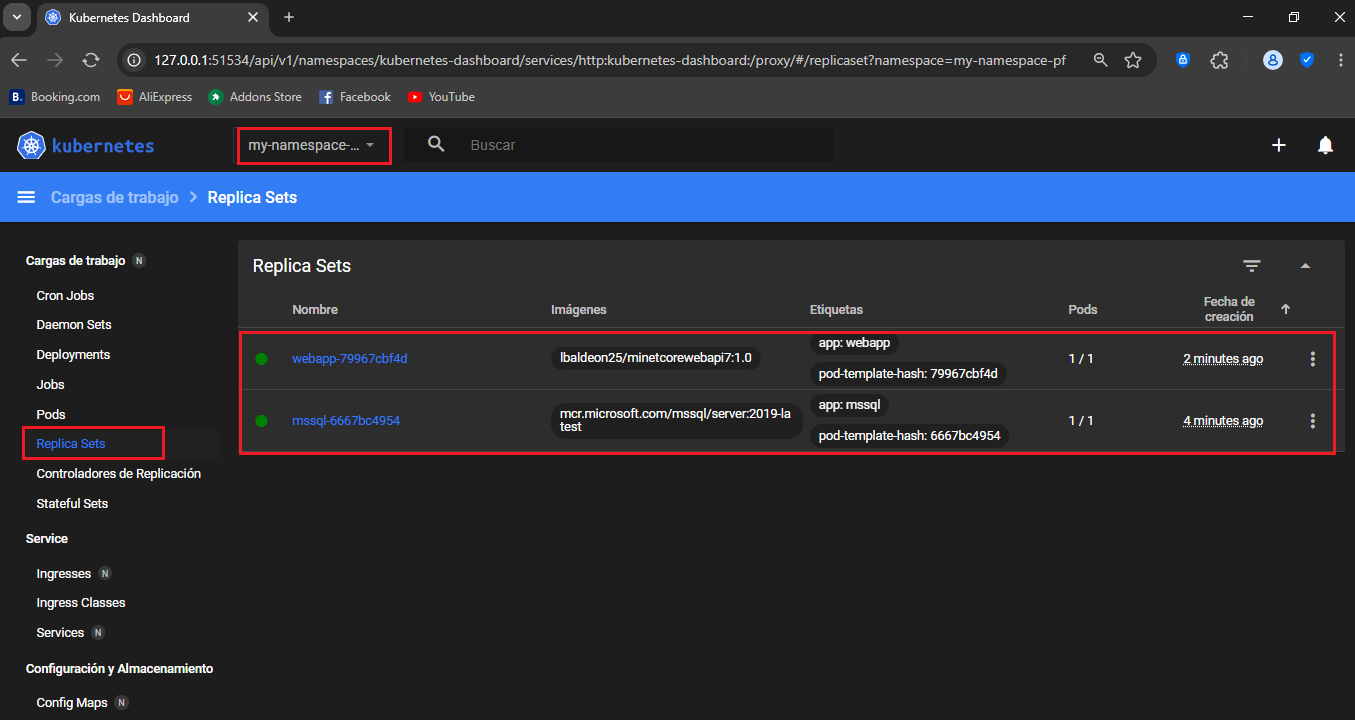 Kubernetes Dashboard
127.0.0.1:51534/api/v1/namespaces/kubernetes-dashboard/services/http:kubernetes-dashboard:/proxy/#/replicaset?namespace=my-namespace-pf
B. Booking.com AliExpress Addons Store Facebook YouTube
kubernetes
my-namespace-...
Buscar
Cargas de trabajo > Replica Sets
Cargas de trabajo N
Cron Jobs
Daemon Sets
Deployments
Jobs
Pods
Replica Sets
Controladores de Replicación
Stateful Sets
Service
Ingresses N
Ingress Classes
Services N
Configuración y Almacenamiento
Config Maps N
Replica Sets
Nombre
Imágenes
Etiquetas
Pods
Fecha de
creación
webapp-79967cbf4d
lbaldeon25/minetcorewebapi7:1.0
app: webapp
pod-template-hash: 79967cbf4d
1 / 1
2 minutes ago
mssql-6667bc4954
mcr.microsoft.com/mssql/server:2019-la
test
app: mssql
pod-template-hash: 6667bc4954
1 / 1
4 minutes ago